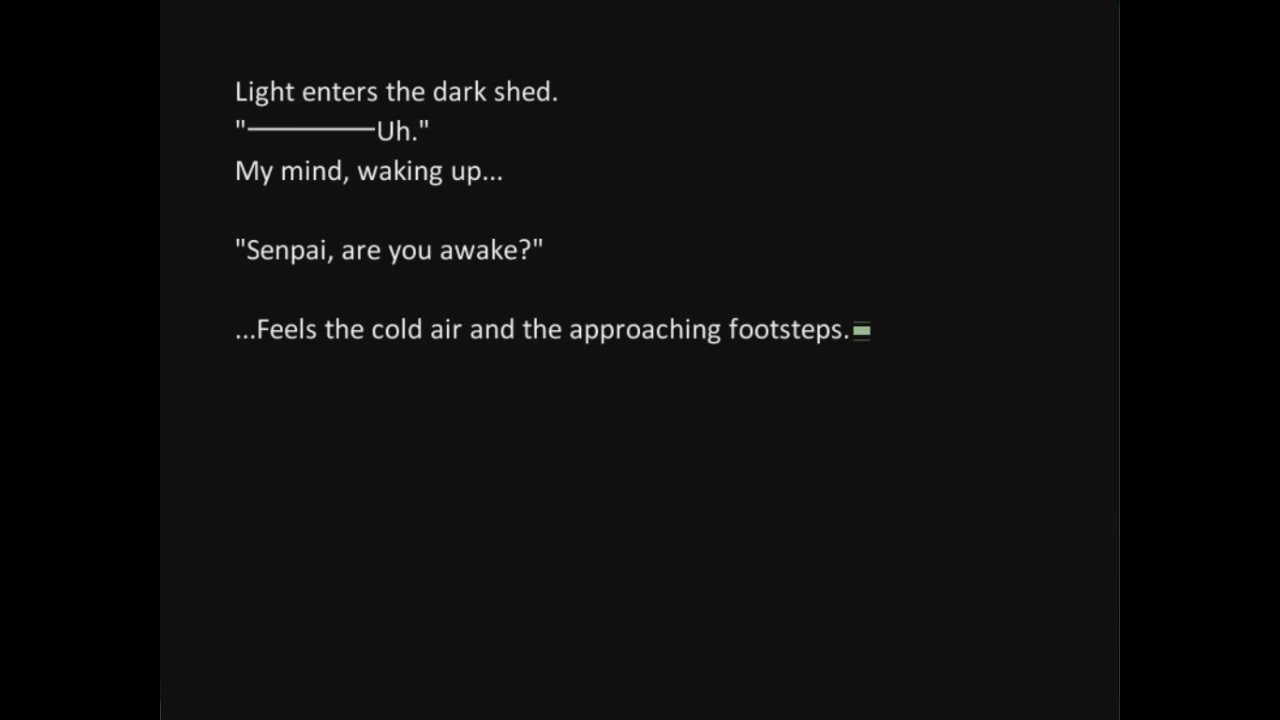 Light enters the dark shed.
"————————Uh."
My mind, waking up...
"Senpai, are you awake?"
...Feels the cold air and the approaching footsteps.